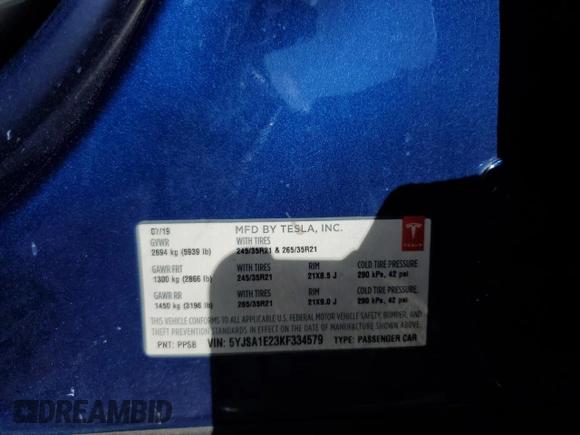 07/19 MFD BY TESLA, INC.
GVWR WITH TIRES
2694 kg (5939 lb) 245/35R21 & 265/35R21
GAWR FRT WITH TIRES RIM COLD TIRE PRESSURE
1300 kg (2866 lb) 245/35R21 21X8.5 J 290 kPa, 42 psi
GAWR RR WITH TIRES RIM COLD TIRE PRESSURE
1450 kg (3196 lb) 265/35R21 21X9.0 J 290 kPa, 42 psi
THIS VEHICLE CONFORMS TO ALL APPLICABLE U.S. FEDERAL MOTOR VEHICLE SAFETY, BUMPER, AND
THEFT PREVENTION STANDARDS IN EFFECT ON THE DATE OF MANUFACTURE SHOWN ABOVE.
PNT: PPSB VIN: 5YJSA1E23KF334579 TYPE: PASSENGER CAR
TESLA
DREAMBID